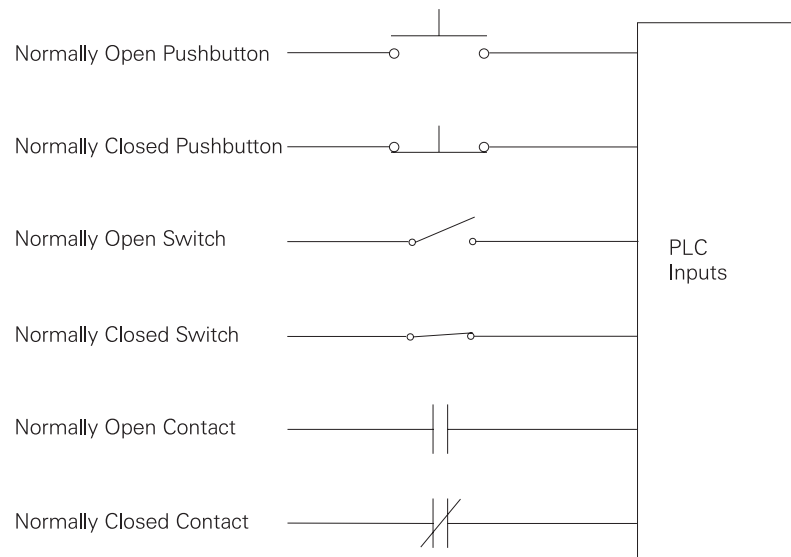 Normally Open Pushbutton
Normally Closed Pushbutton
Normally Open Switch
PLC
Inputs
Normally Closed Switch
Normally Open Contact
Normally Closed Contact